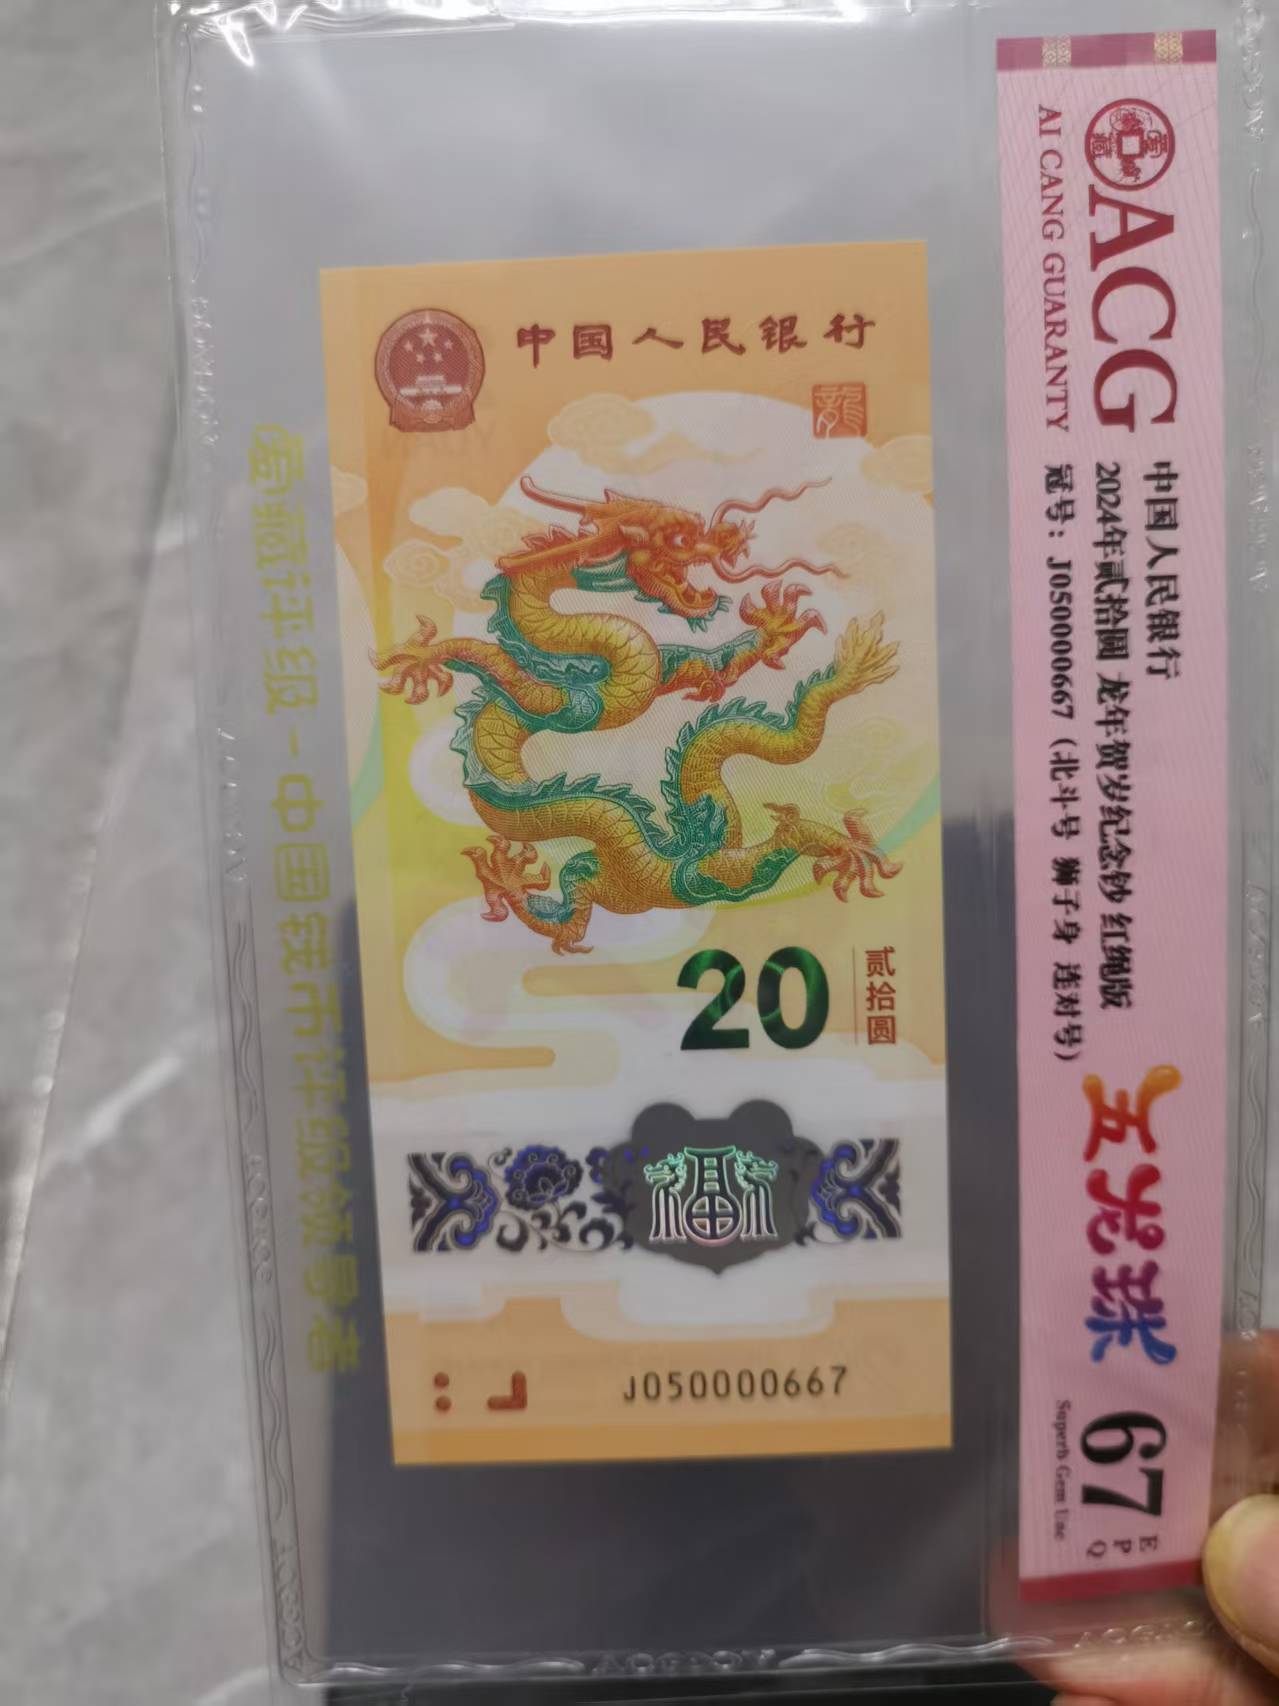 中国人民银行
龍
20
贰拾圆
J050000667
ACG
AI CANG GUARANTY
中国人民银行
2024年贰拾圆 龙年贺岁纪念钞 红绳版
冠号：J050000667（北斗号 狮子身 连对号）
五光珠
67
EPQ
Superb Gem Unc
爱藏评级-中国钱币评级领导者